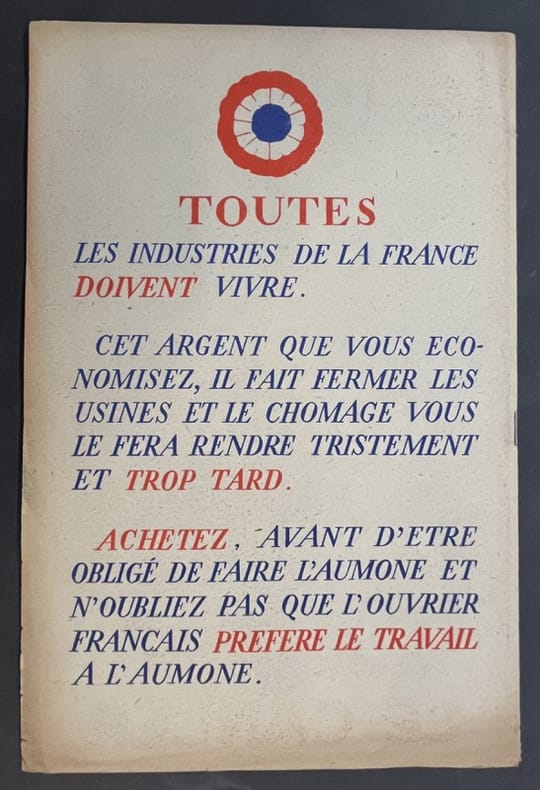 TOUTES
LES INDUSTRIES DE LA FRANCE
DOIVENT VIVRE.
CET ARGENT QUE VOUS ECO-
NOMISEZ, IL FAIT FERMER LES
USINES ET LE CHOMAGE VOUS
LE FERA RENDRE TRISTEMENT
ET TROP TARD.
ACHETEZ, AVANT D'ETRE
OBLIGÉ DE FAIRE L'AUMONE ET
N'OUBLIEZ PAS QUE L'OUVRIER
FRANCAIS PREFERE LE TRAVAIL
A L'AUMONE.